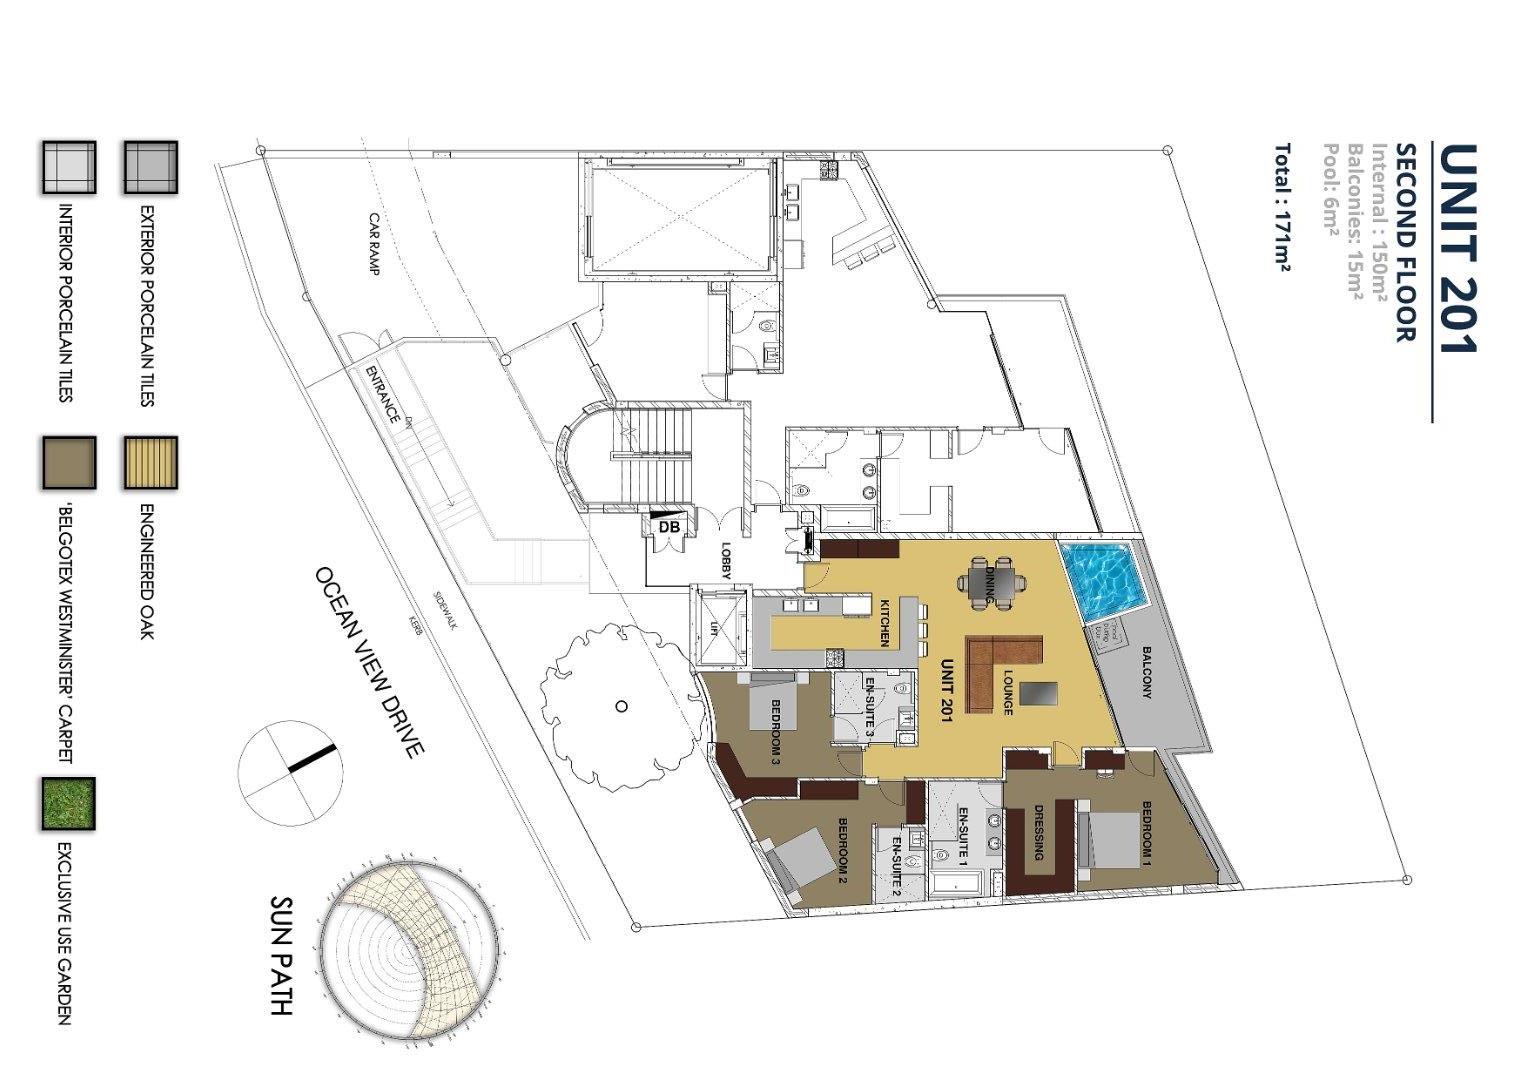 UNIT 201
SECOND FLOOR
Internal : 150m²
Balconies: 15m²
Pool: 6m²
Total : 171m²
CAR RAMP
ENTRANCE
DN
DB
LOBBY
LIFT
KITCHEN
DINING
LOUNGE
UNIT 201
BALCONY
BEDROOM 3
EN-SUITE 3
BEDROOM 2
EN-SUITE 2
EN-SUITE 1
DRESSING
BEDROOM 1
SIDEWALK
KERB
OCEAN VIEW DRIVE
SUN PATH
EXTERIOR PORCELAIN TILES
ENGINEERED OAK
INTERIOR PORCELAIN TILES
'BELGOTEX WESTMINISTER' CARPET
EXCLUSIVE USE GARDEN